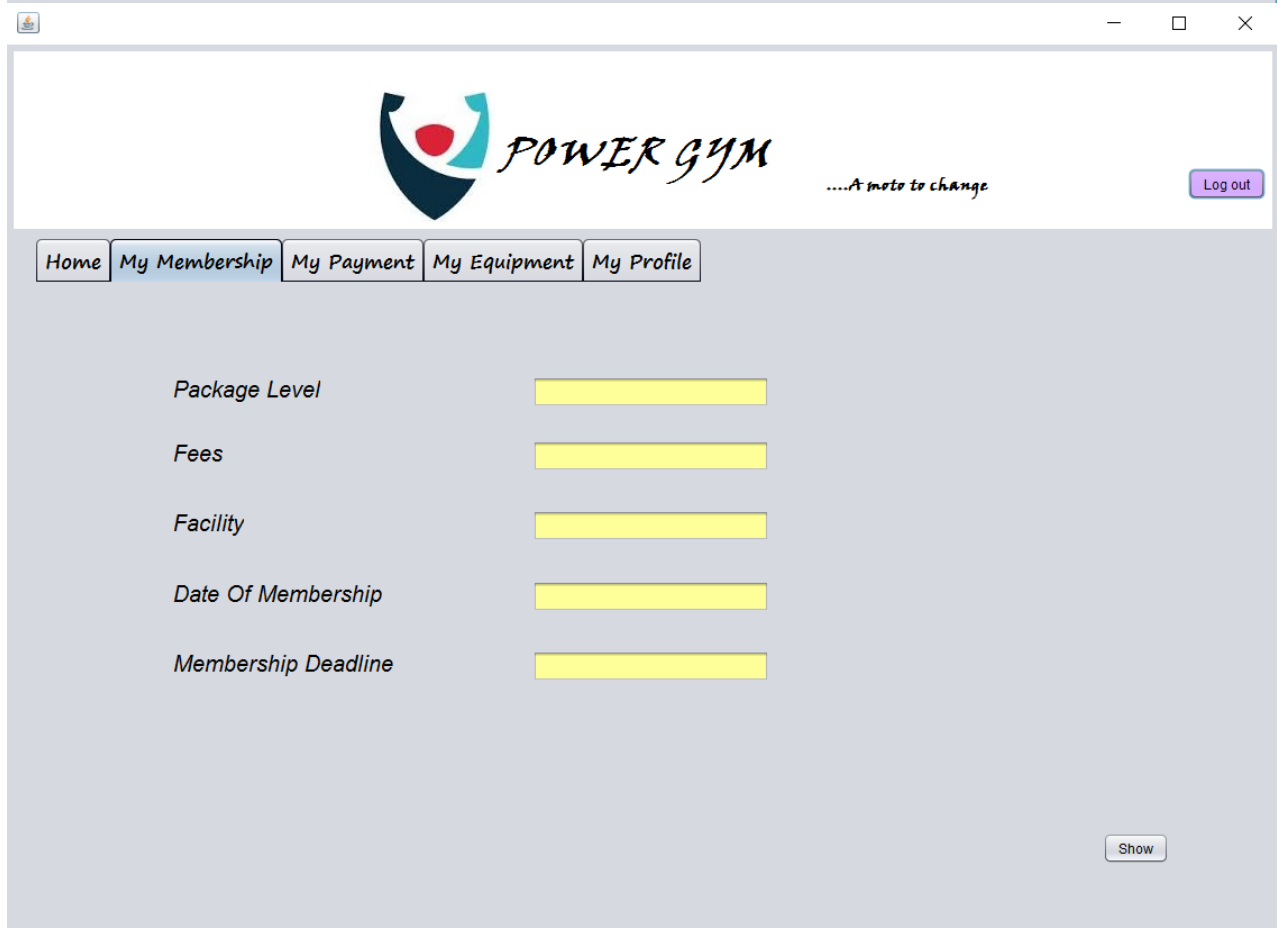 POWER GYM
....A moto to change
Log out
Home My Membership My Payment My Equipment My Profile
Package Level
Fees
Facility
Date Of Membership
Membership Deadline
Show